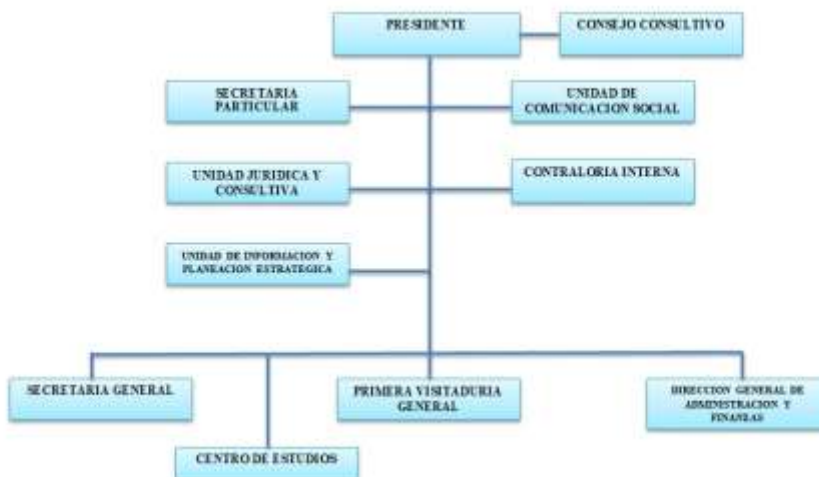 PRESIDENTE
CONSEJO CONSULTIVO
SECRETARIA
PARTICULAR
UNIDAD DE
COMUNICACION SOCIAL
UNIDAD JURIDICA Y
CONSULTIVA
CONTRALORIA INTERNA
UNIDAD DE INFORMACION Y
PLANEACION ESTRATEGICA
SECRETARIA GENERAL
PRIMERA VISITADURIA
GENERAL
DIRECCION GENERAL DE
ADMINISTRACION Y
FINANZAS
CENTRO DE ESTUDIOS